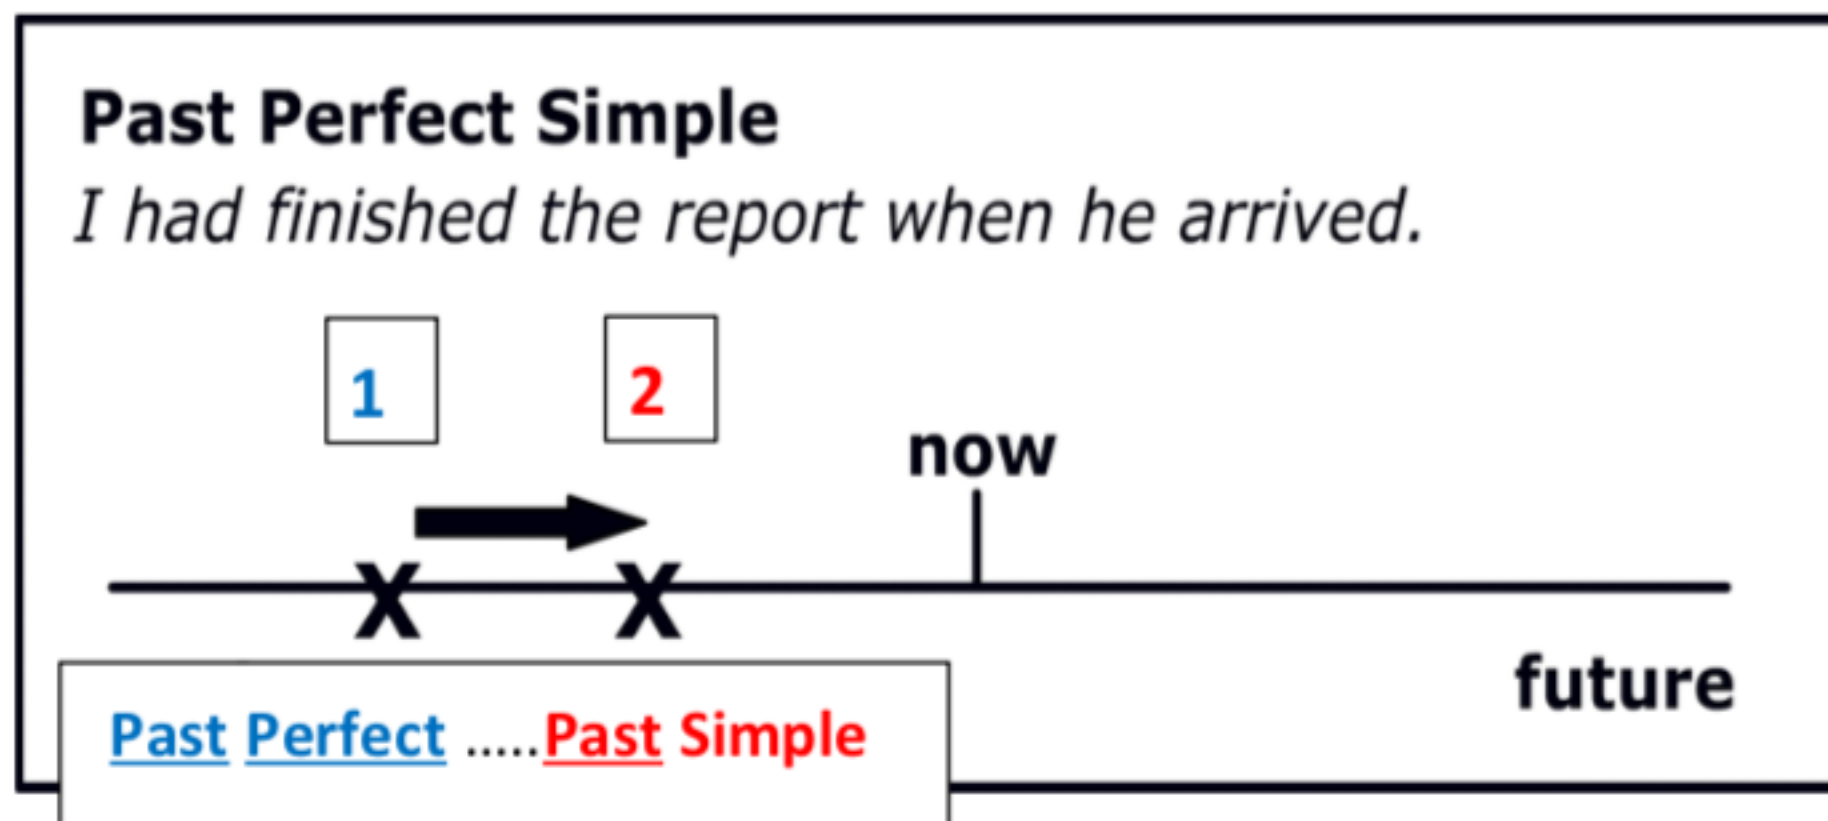 Past Perfect Simple
I had finished the report when he arrived.
1 2
now
X X
future
Past Perfect .....Past Simple